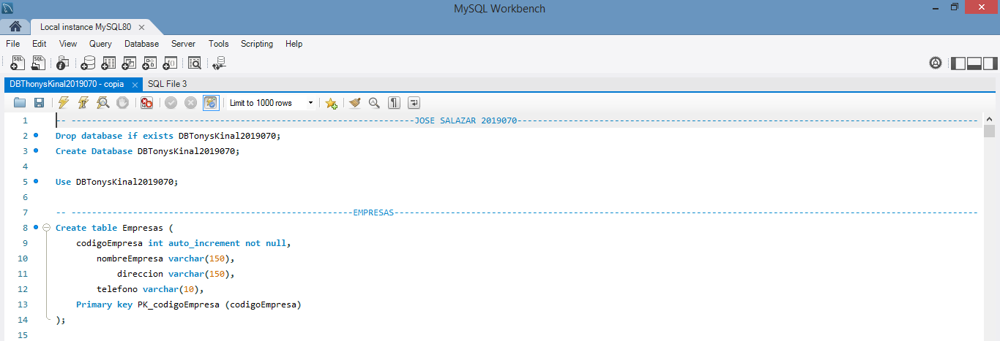 MySQL Workbench
Local instance MySQL80
File Edit View Query Database Server Tools Scripting Help
DBThonysKinal2019070 - copia SQL File 3
Limit to 1000 rows
1 -- -------------------------------------------------------------------JOSE SALAZAR 2019070------------------------------------------------------------------------------------------
2 Drop database if exists DBTonysKinal2019070;
3 Create Database DBTonysKinal2019070;
4
5 Use DBTonysKinal2019070;
6
7 -- -------------------------------------------------------EMPRESAS------------------------------------------------------------------------------------------------------------------
8 Create table Empresas (
9 codigoEmpresa int auto_increment not null,
10 nombreEmpresa varchar(150),
11 direccion varchar(150),
12 telefono varchar(10),
13 Primary key PK_codigoEmpresa (codigoEmpresa)
14 );
15